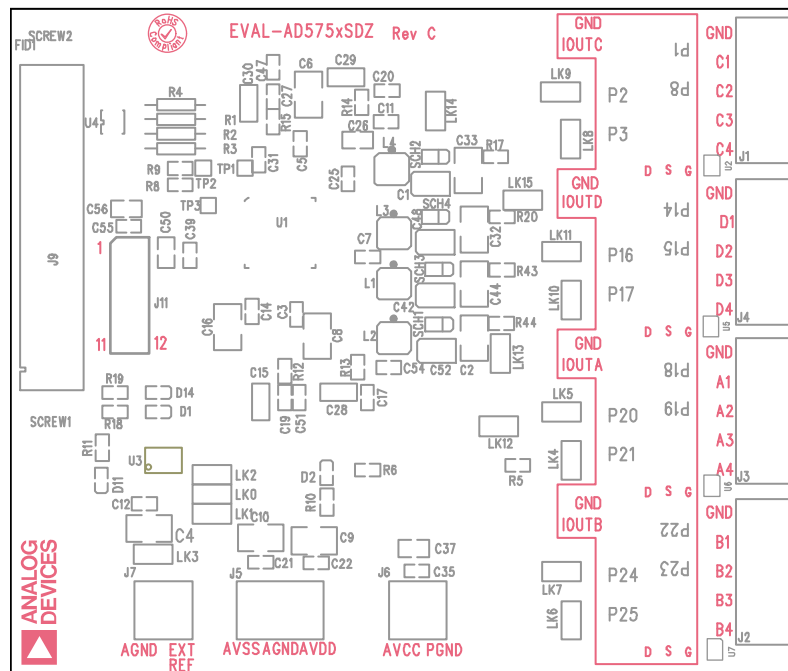 SCREW2
FID1
RoHS
Compliant
EVAL-AD575xSDZ Rev C
GND
IOUTC
P1
GND
C1
C2
C3
C4
J1
U2
C47
C30
C6
C29
C20
LK9
P2
P8
R4
C27
R14
C11
LK14
P3
LK8
U4
R1
R2
R3
R15
C26
L4
SCH2
C33
R17
R9
R8
TP2
TP1
C31
C5
C25
C1
D S G
LK15
GND
IOUTD
GND
D1
D2
D3
D4
J4
U5
TP3
C56
C55
C50
C39
U1
L3
SCH4
C48
C32
R20
P14
P15
C7
LK11
P16
J9
1
J11
11
12
L1
SCH3
R43
C44
C42
LK10
P17
C16
C14
C3
C8
L2
SCH1
R44
C52
C2
LK13
D S G
IOUTA
GND
GND
A1
A2
A3
A4
J3
U6
R13
C54
R12
C15
C19
C51
C28
C17
P18
P19
R19
D14
R18
D1
SCREW1
LK5
P20
LK12
LK4
P21
R11
U3
D11
LK2
LK0
LK1
D2
R10
R6
R5
D S G
GND
IOUTB
GND
B1
B2
B3
B4
J2
U7
C12
C4
LK3
C10
C9
C21
C22
C37
C35
P22
P23
LK7
P24
LK6
P25
J7
J5
J6
ANALOG
DEVICES
AGND
EXT
REF
AVSS AGND AVDD
AVCC PGND
D S G